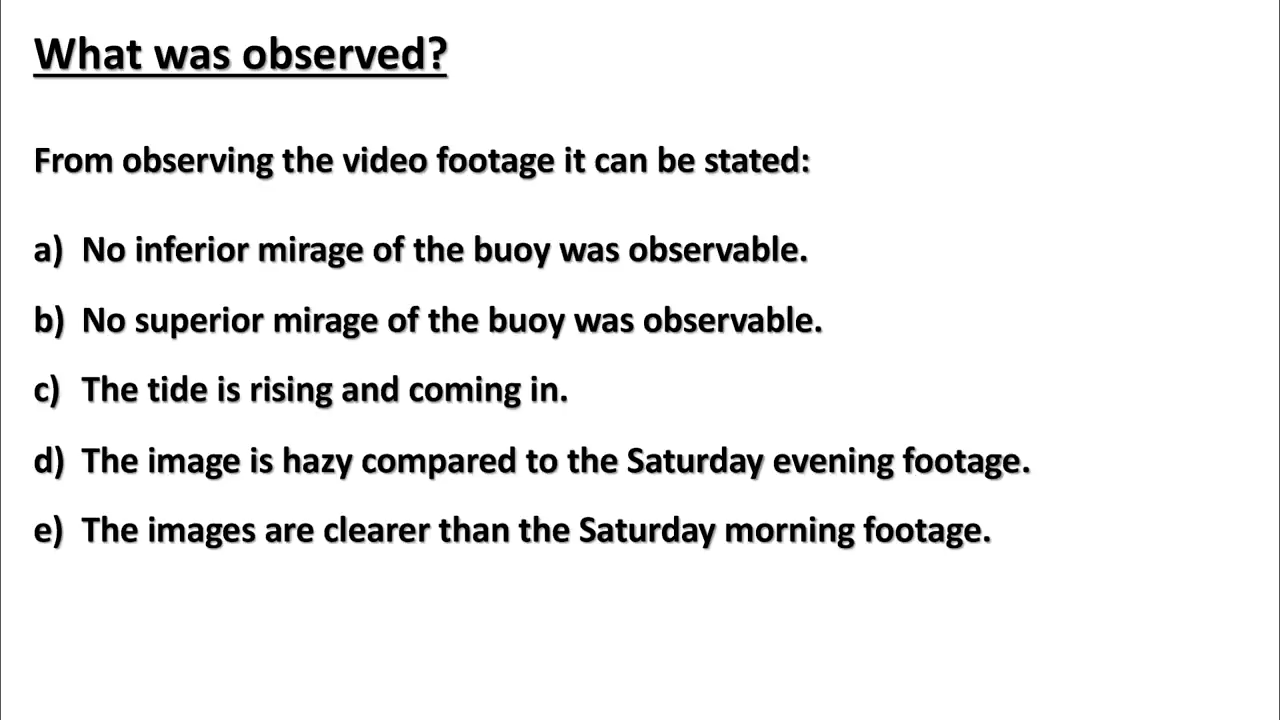 What was observed?
From observing the video footage it can be stated:
a) No inferior mirage of the buoy was observable.
b) No superior mirage of the buoy was observable.
c) The tide is rising and coming in.
d) The image is hazy compared to the Saturday evening footage.
e) The images are clearer than the Saturday morning footage.